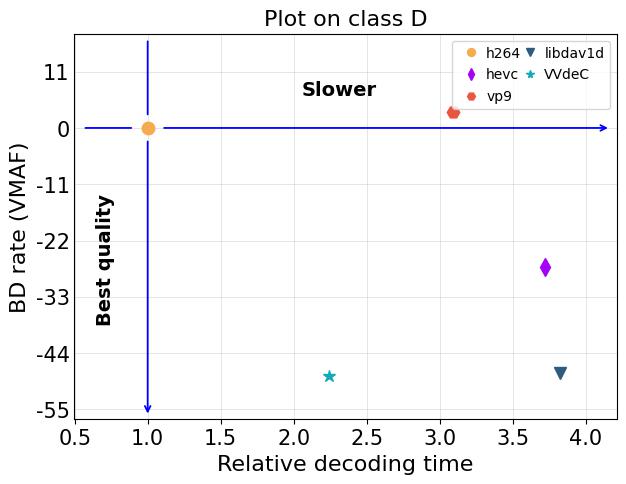 Plot on class D
h264
libdav1d
hevc
VVdeC
vp9
Slower
Best quality
BD rate (VMAF)
11
0
-11
-22
-33
-44
-55
0.5 1.0 1.5 2.0 2.5 3.0 3.5 4.0
Relative decoding time